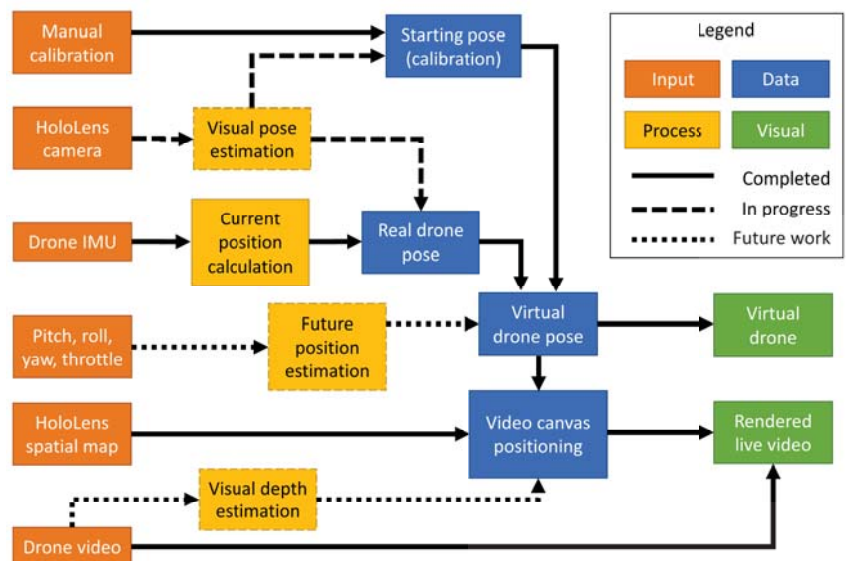 Manual
calibration
Starting pose
(calibration)
Legend
Input
Data
Process
Visual
Completed
In progress
Future work
HoloLens
camera
Visual pose
estimation
Drone IMU
Current
position
calculation
Real drone
pose
Pitch, roll,
yaw, throttle
Future
position
estimation
Virtual
drone pose
Virtual
drone
HoloLens
spatial map
Video canvas
positioning
Rendered
live video
Visual depth
estimation
Drone video